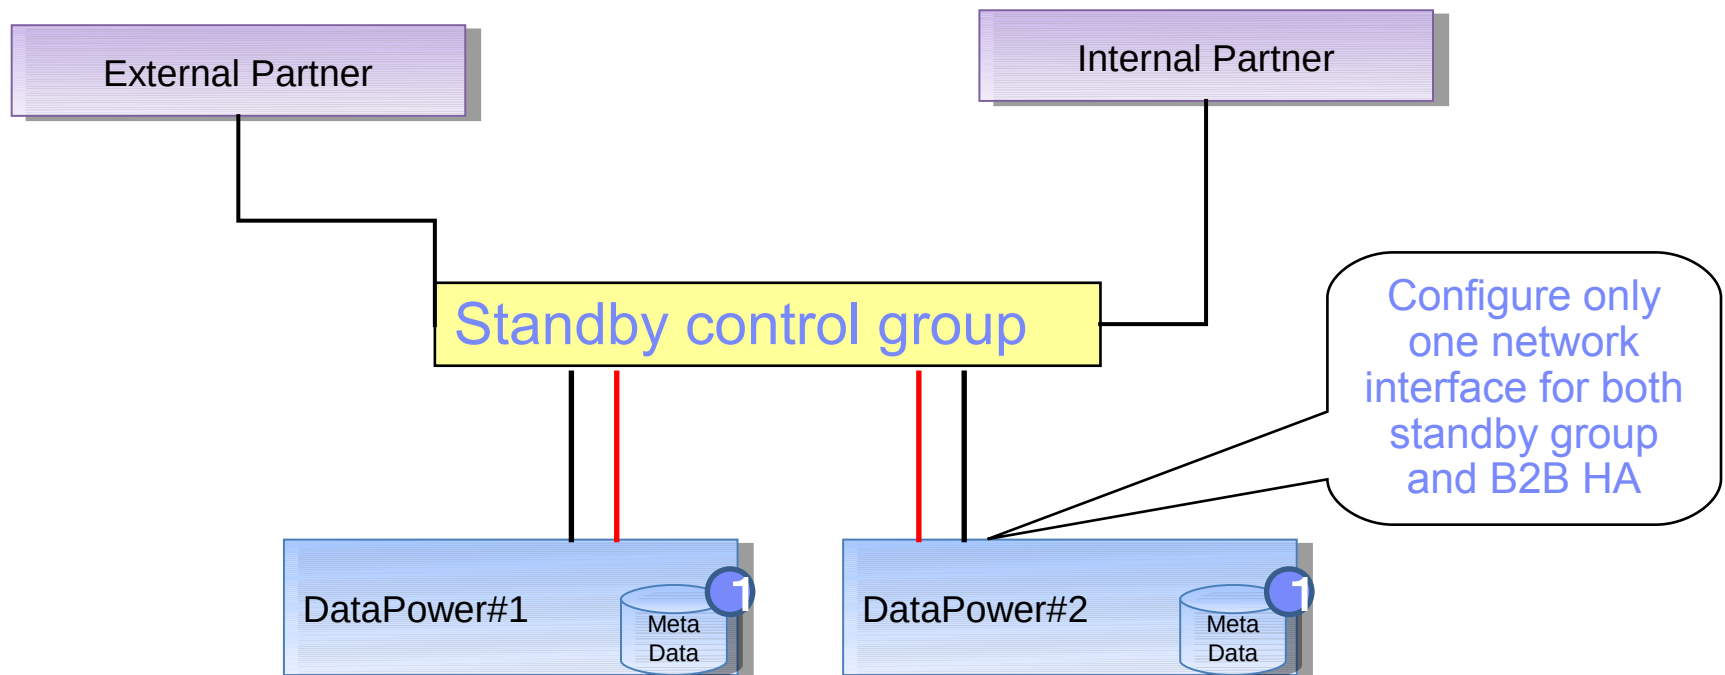 External Partner
Internal Partner
Standby control group
Configure only
one network
interface for both
standby group
and B2B HA
DataPower#1
Meta
Data
1
DataPower#2
Meta
Data
1